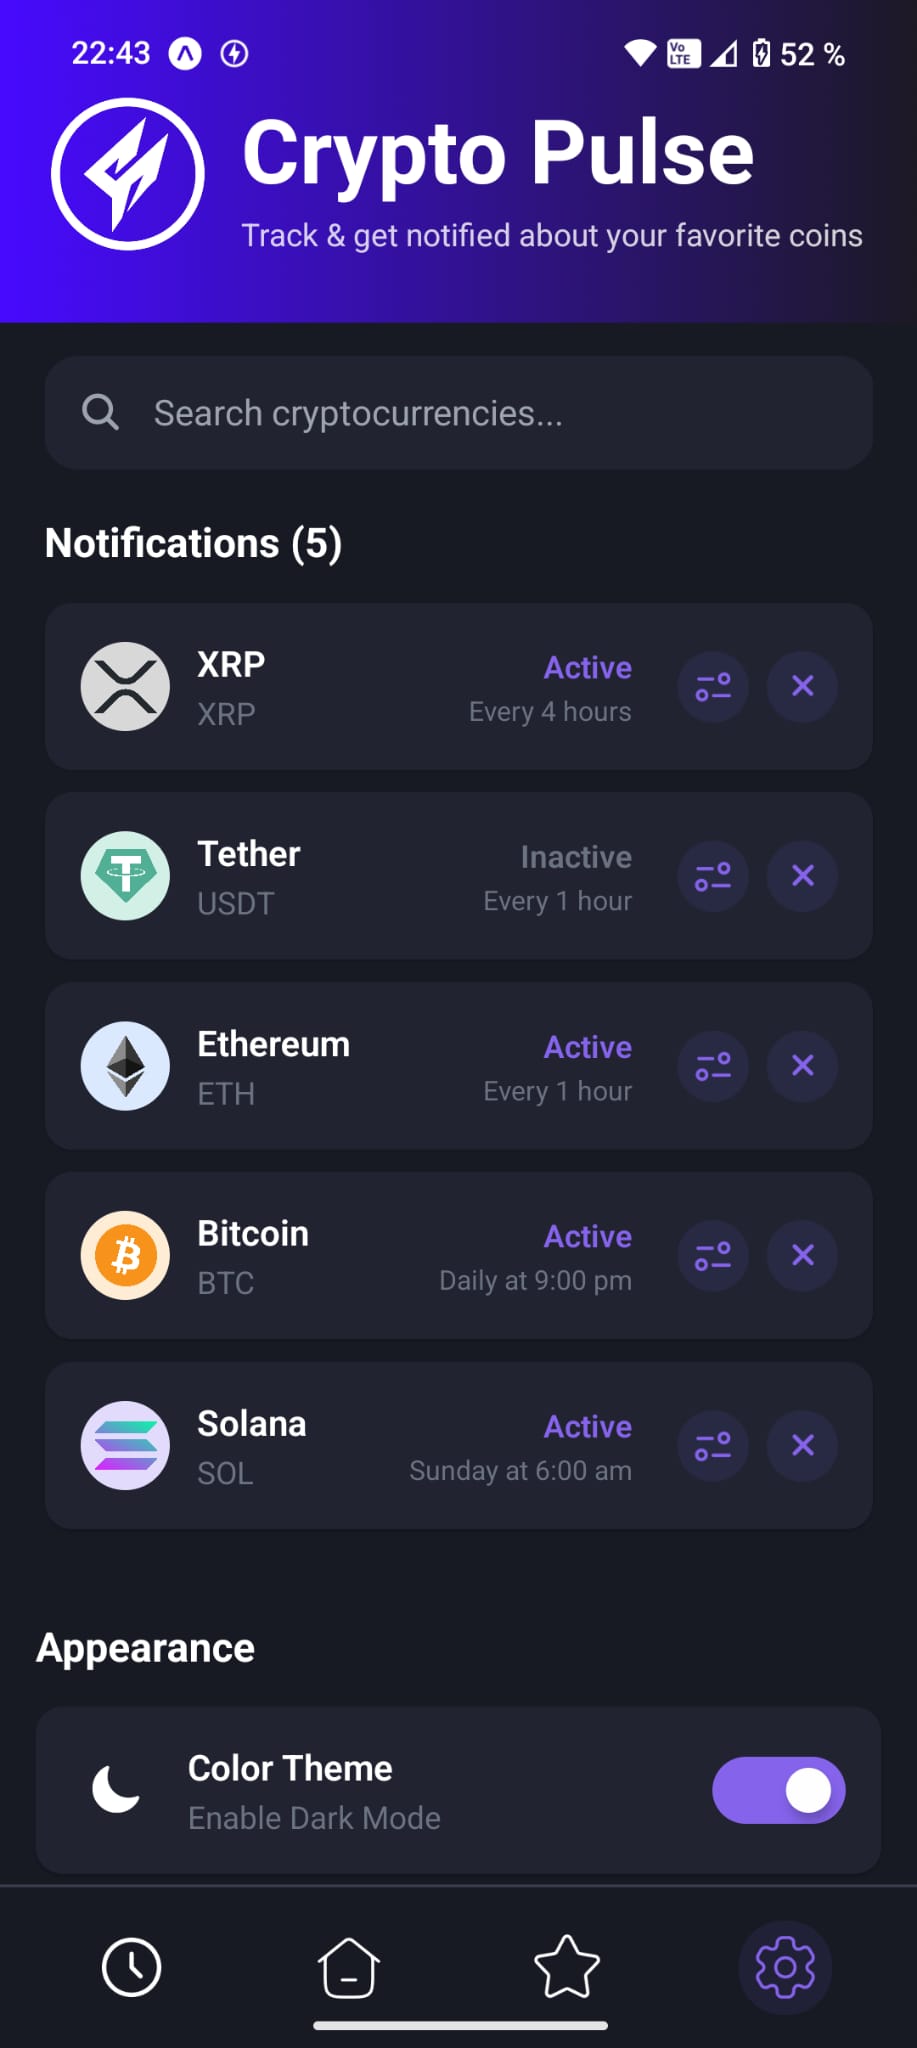 22:43
Vo LTE
52 %
Crypto Pulse
Track & get notified about your favorite coins
Search cryptocurrencies...
Notifications (5)
XRP
XRP
Active
Every 4 hours
Tether
USDT
Inactive
Every 1 hour
Ethereum
ETH
Active
Every 1 hour
Bitcoin
BTC
Active
Daily at 9:00 pm
Solana
SOL
Active
Sunday at 6:00 am
Appearance
Color Theme
Enable Dark Mode